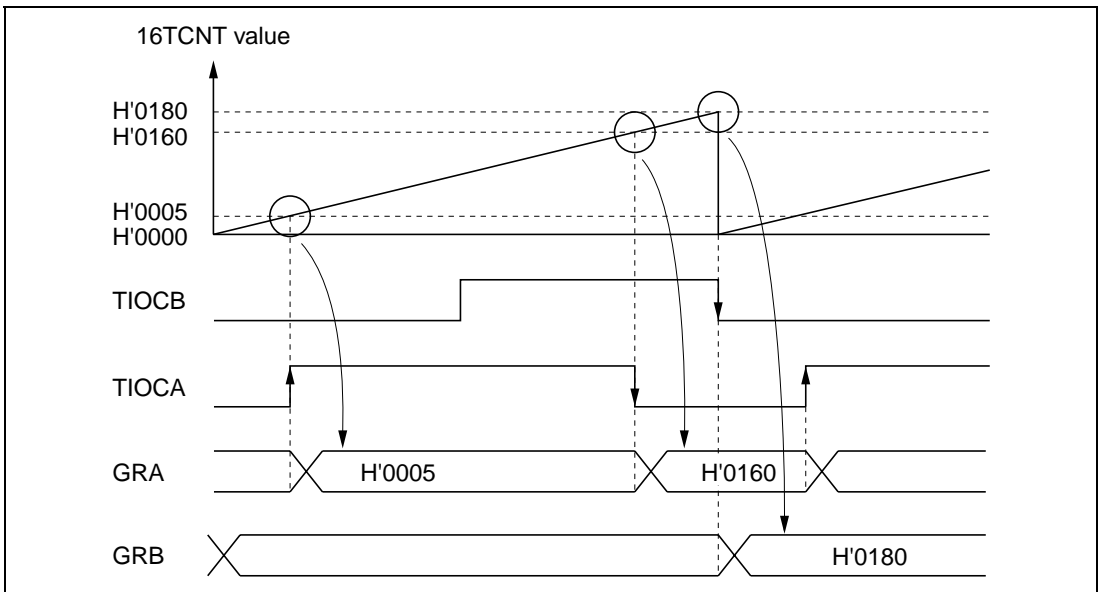 16TCNT value
H'0180
H'0160
H'0005
H'0000
TIOCB
TIOCA
GRA H'0005 H'0160
GRB H'0180